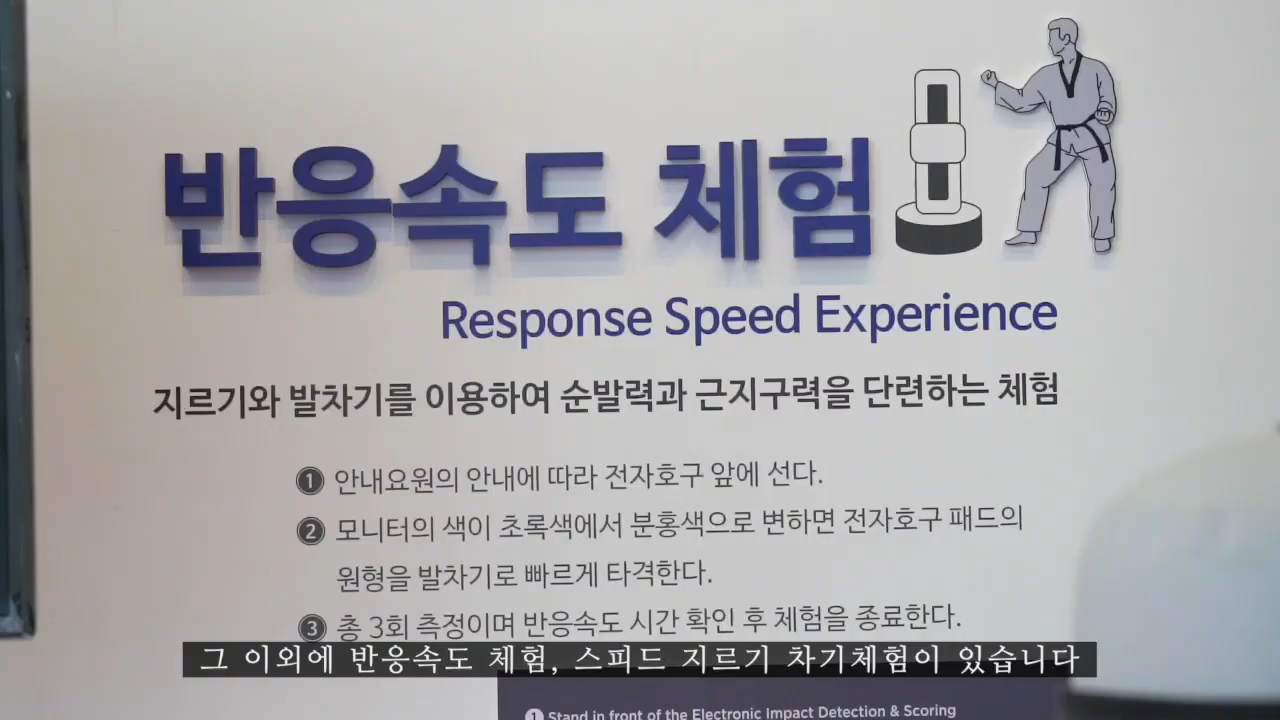 반응속도 체험
Response Speed Experience
지르기와 발차기를 이용하여 순발력과 근지구력을 단련하는 체험
1 안내요원의 안내에 따라 전자호구 앞에 선다.
2 모니터의 색이 초록색에서 분홍색으로 변하면 전자호구 패드의
원형을 발차기로 빠르게 타격한다.
3 총 3회 측정이며 반응속도 시간 확인 후 체험을 종료한다.
그 이외에 반응속도 체험, 스피드 지르기 차기체험이 있습니다
1 Stand in front of the Electronic Impact Detection & Scoring